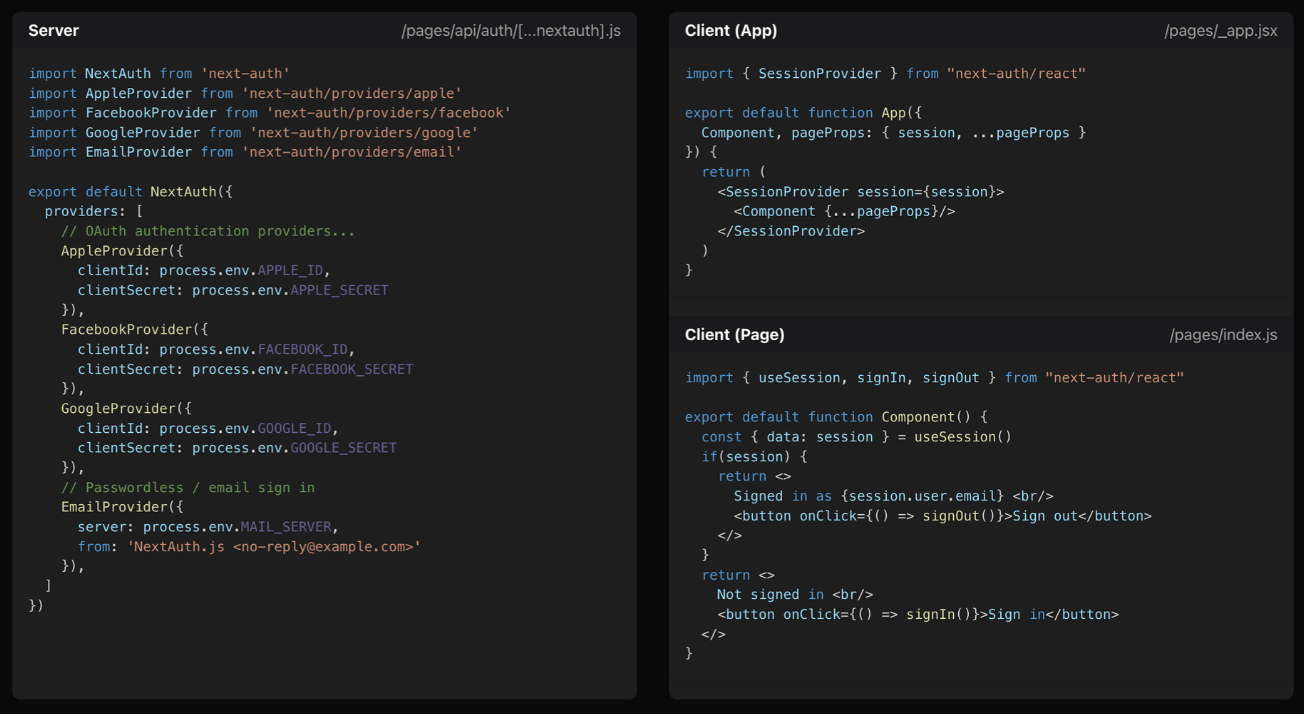 Server /pages/api/auth/[...nextauth].js
import NextAuth from 'next-auth'
import AppleProvider from 'next-auth/providers/apple'
import FacebookProvider from 'next-auth/providers/facebook'
import GoogleProvider from 'next-auth/providers/google'
import EmailProvider from 'next-auth/providers/email'
export default NextAuth({
  providers: [
    // OAuth authentication providers...
    AppleProvider({
      clientId: process.env.APPLE_ID,
      clientSecret: process.env.APPLE_SECRET
    }),
    FacebookProvider({
      clientId: process.env.FACEBOOK_ID,
      clientSecret: process.env.FACEBOOK_SECRET
    }),
    GoogleProvider({
      clientId: process.env.GOOGLE_ID,
      clientSecret: process.env.GOOGLE_SECRET
    }),
    // Passwordless / email sign in
    EmailProvider({
      server: process.env.MAIL_SERVER,
      from: 'NextAuth.js <no-reply@example.com>'
    }),
  ]
})
Client (App) /pages/_app.jsx
import { SessionProvider } from "next-auth/react"
export default function App({
  Component, pageProps: { session, ...pageProps }
}) {
  return (
    <SessionProvider session={session}>
      <Component {...pageProps}/>
    </SessionProvider>
  )
}
Client (Page) /pages/index.js
import { useSession, signIn, signOut } from "next-auth/react"
export default function Component() {
  const { data: session } = useSession()
  if(session) {
    return <>
      Signed in as {session.user.email} <br/>
      <button onClick={() => signOut()}>Sign out</button>
    </>
  }
  return <>
    Not signed in <br/>
    <button onClick={() => signIn()}>Sign in</button>
  </>
}